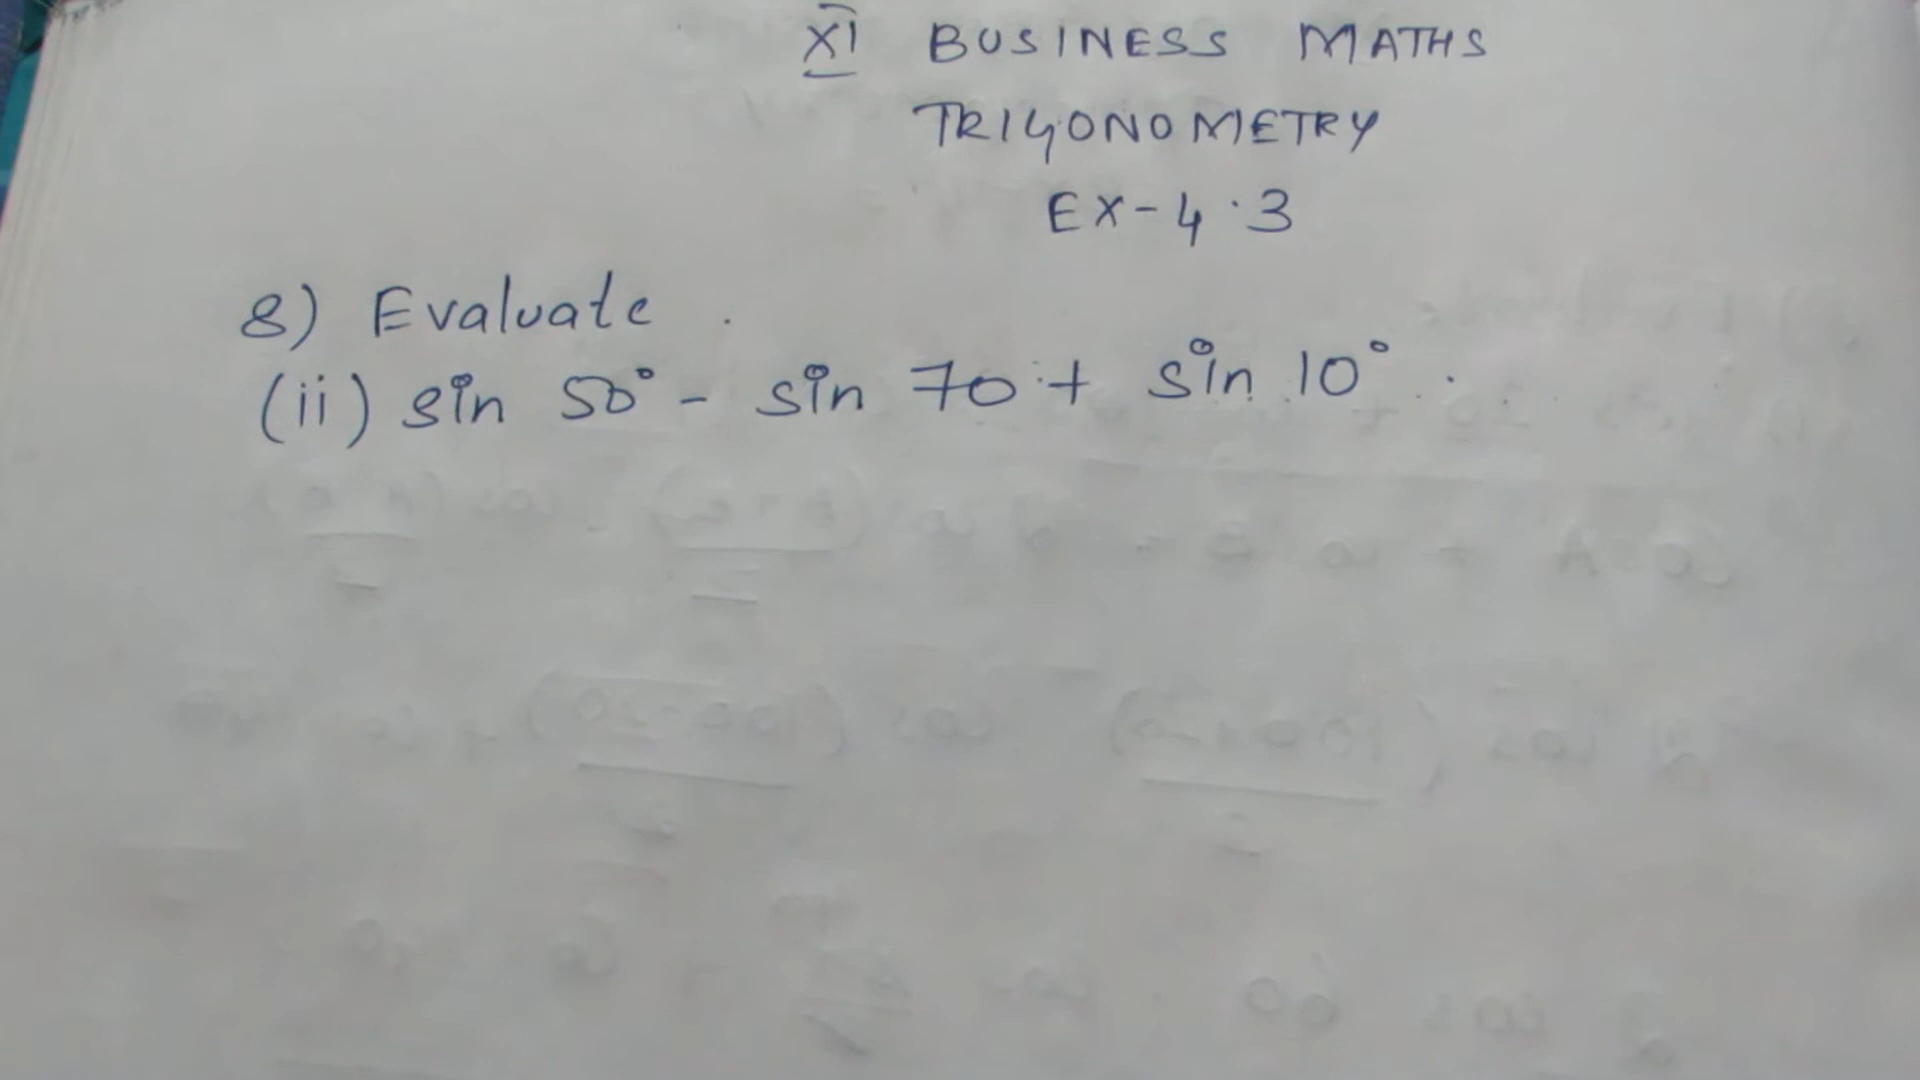 XI BUSINESS MATHS
TRIGONOMETRY
EX-4.3
8) Evaluate.
(ii) sin 50° - sin 70 + sin 10°.